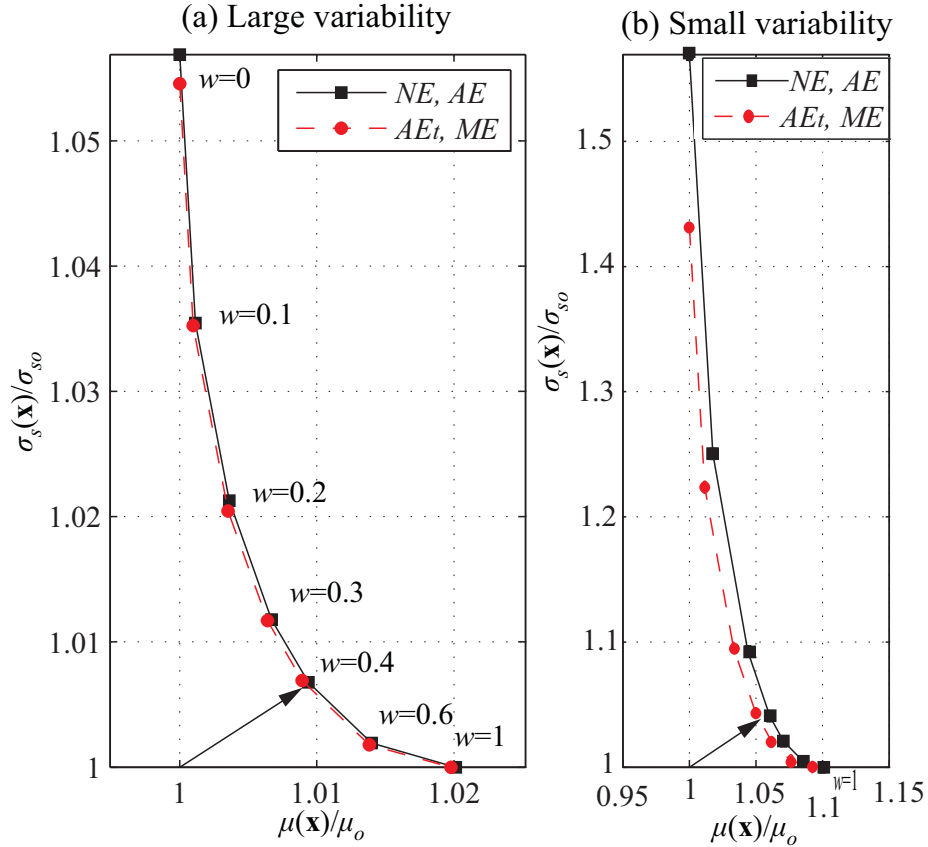 (a) Large variability
w=0
NE, AE
AEt, ME
1.05
1.04
w=0.1
1.03
σs(x)/σso
w=0.2
1.02
w=0.3
1.01
w=0.4
w=0.6
w=1
1
1
1.01
1.02
μ(x)/μo
(b) Small variability
NE, AE
AEt, ME
1.5
1.4
σs(x)/σso
1.3
1.2
1.1
1
w=1
0.95
1
1.05
1.1
1.15
μ(x)/μo